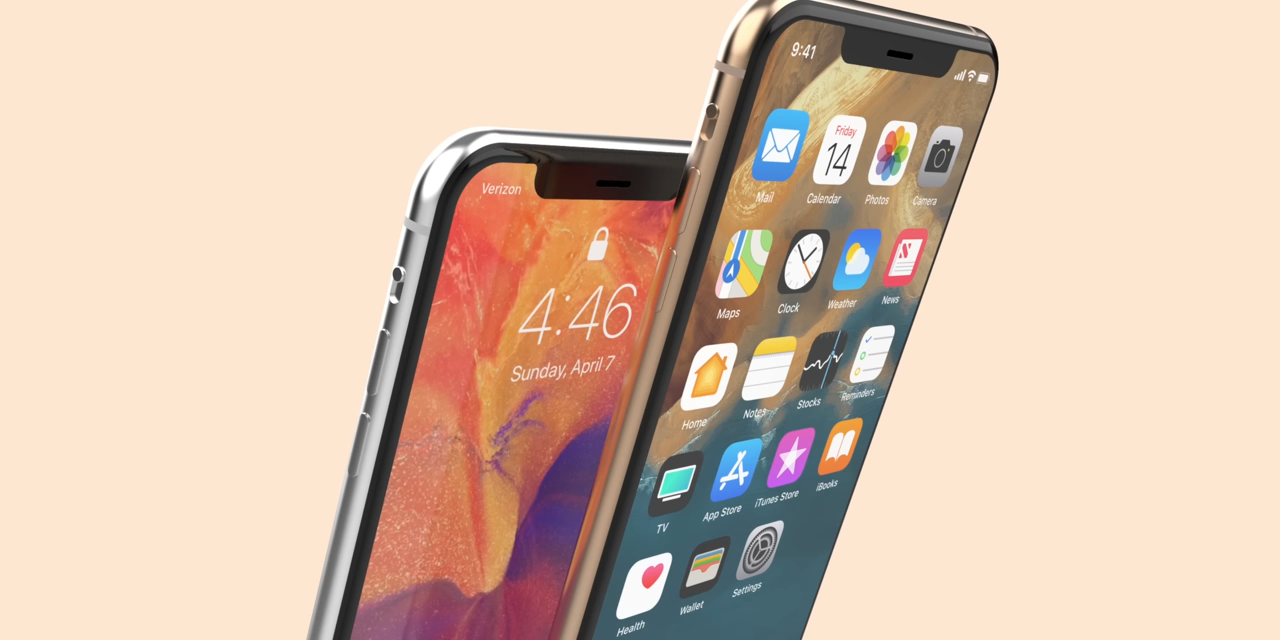 Verizon
4:46
Sunday, April 7
9:41
Friday
14
Mail
Calendar
Photos
Camera
Maps
Clock
Weather
News
Home
Notes
Stocks
Reminders
TV
App Store
iTunes Store
iBooks
Health
Wallet
Settings